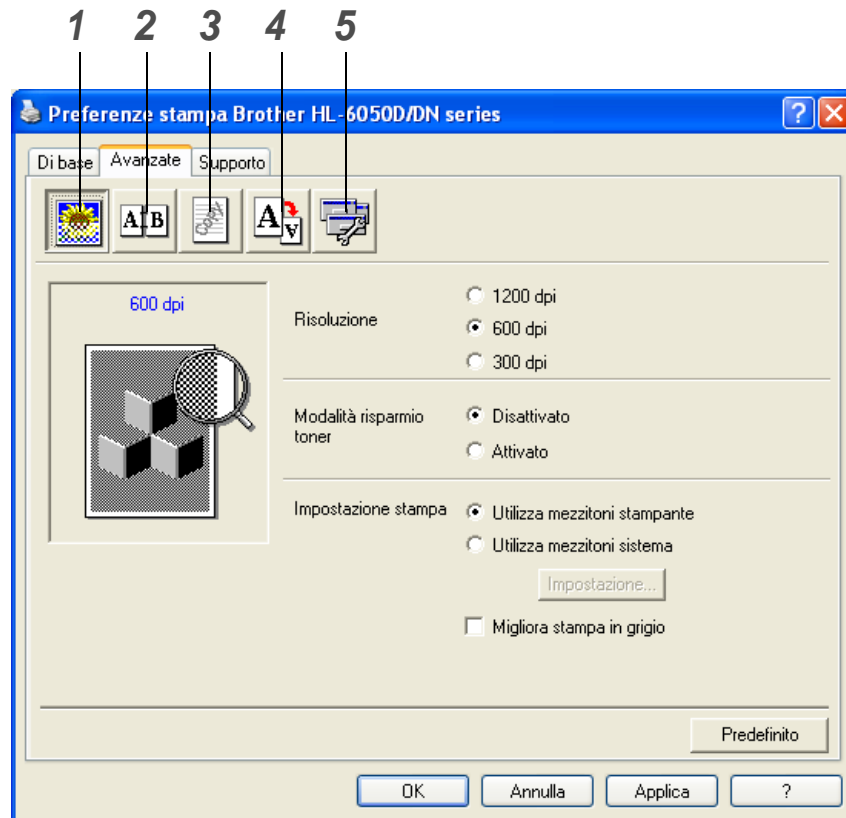 1 2 3 4 5
Preferenze stampa Brother HL-6050D/DN series
Di base Avanzate Supporto
A B COPY A A
600 dpi
Risoluzione
1200 dpi
600 dpi
300 dpi
Modalità risparmio
toner
Disattivato
Attivato
Impostazione stampa
Utilizza mezzitoni stampante
Utilizza mezzitoni sistema
Impostazione...
Migliora stampa in grigio
Predefinito
OK Annulla Applica ?